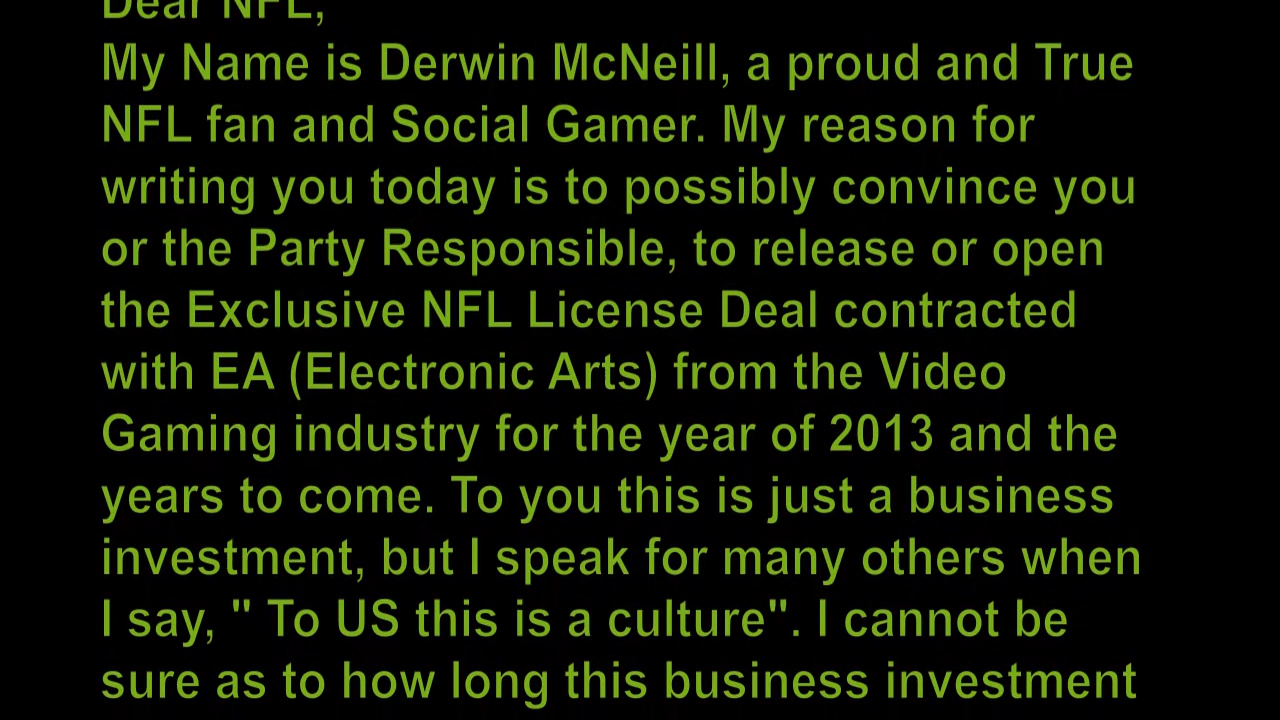 Dear NFL,
My Name is Derwin McNeill, a proud and True
NFL fan and Social Gamer. My reason for
writing you today is to possibly convince you
or the Party Responsible, to release or open
the Exclusive NFL License Deal contracted
with EA (Electronic Arts) from the Video
Gaming industry for the year of 2013 and the
years to come. To you this is just a business
investment, but I speak for many others when
I say, " To US this is a culture". I cannot be
sure as to how long this business investment